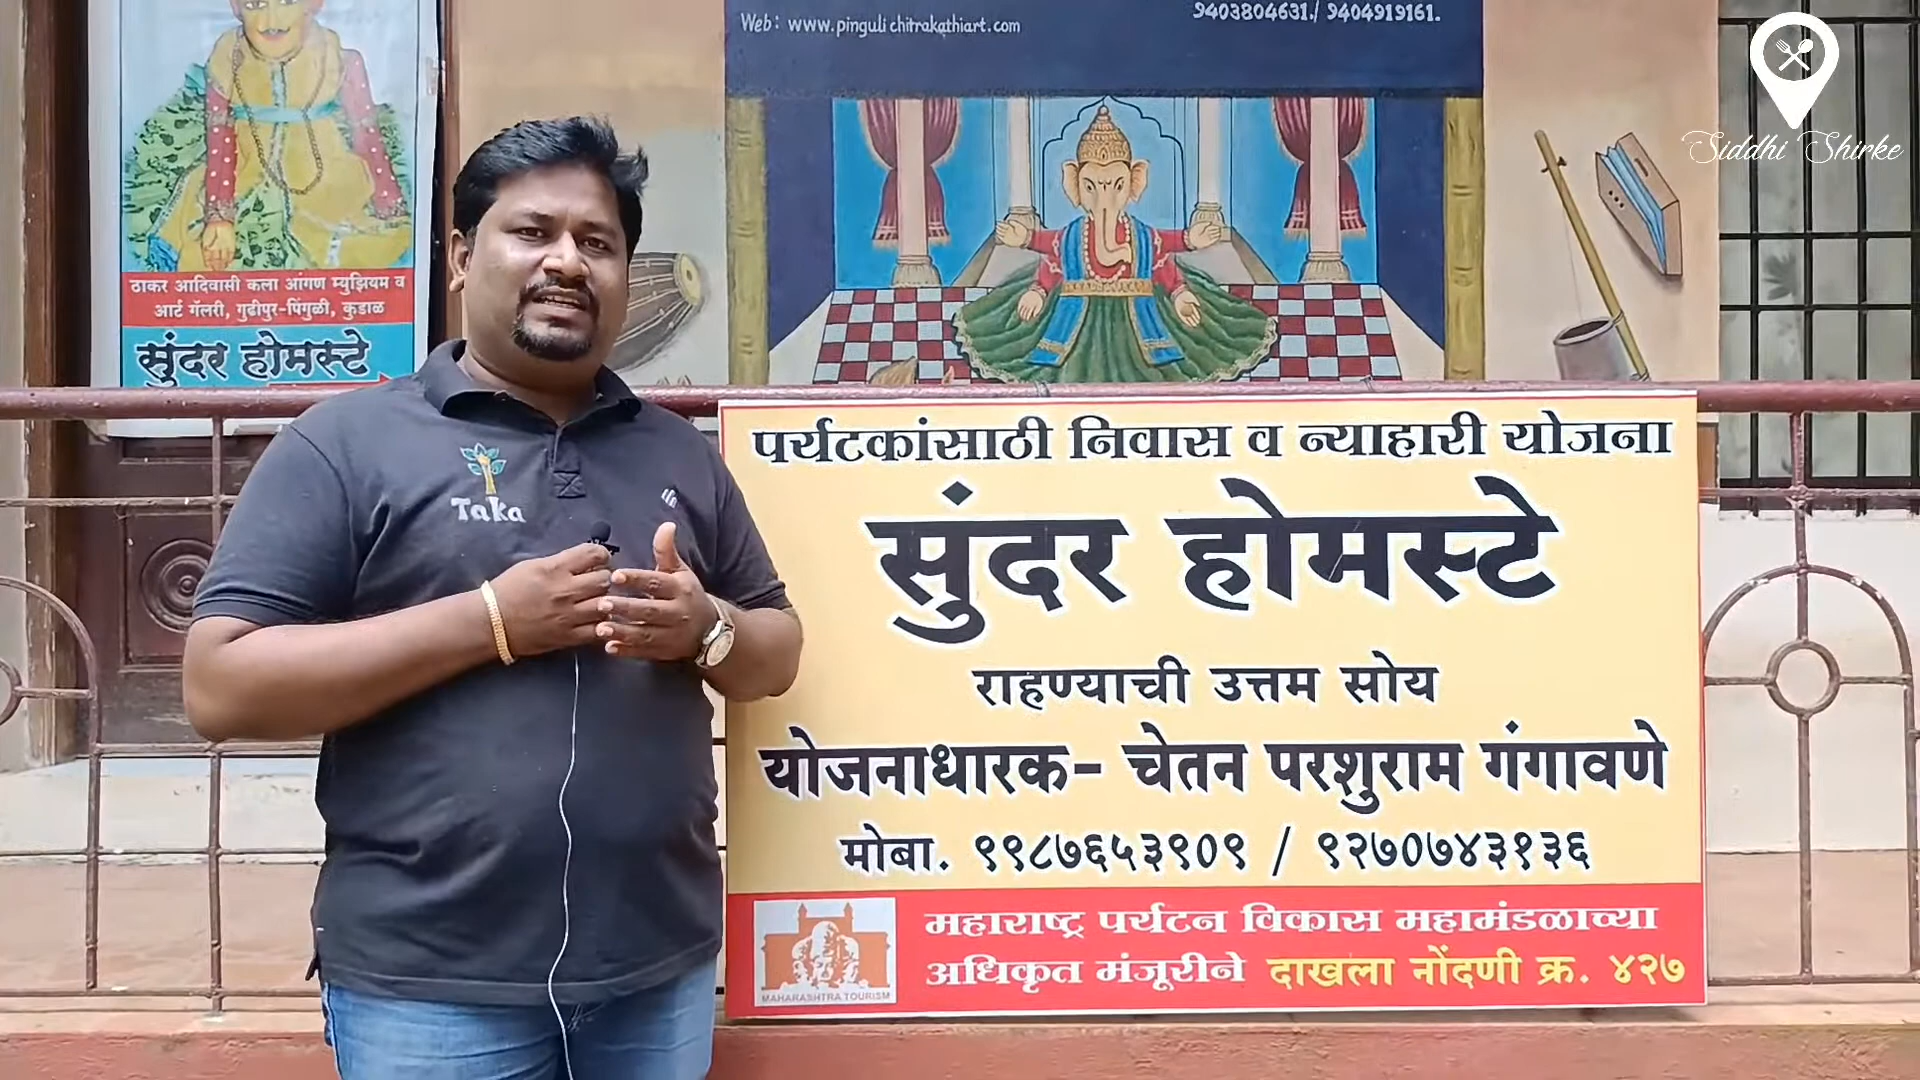 Web: www.pingulichitrakathiart.com
9403804631./ 9404919161.
Siddhi Shirke
ठाकर आदिवासी कला आंगण म्युझियम व
आर्ट गॅलरी, गुढीपुर-पिंगुळी, कुडाळ
सुंदर होमस्टे
Taka
पर्यटकांसाठी निवास व न्याहारी योजना
सुंदर होमस्टे
राहण्याची उत्तम सोय
योजनाधारक- चेतन परशुराम गंगावणे
मोबा. ९९८७६५३९०९ / ९२७०७४३१३६
महाराष्ट्र पर्यटन विकास महामंडळाच्या
अधिकृत मंजूरीने दाखला नोंदणी क्र. ४२७
MAHARASHTRA TOURISM